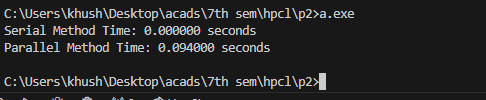 C:\Users\khush\Desktop\acads\7th sem\hpcl\p2>a.exe
Serial Method Time: 0.000000 seconds
Parallel Method Time: 0.094000 seconds
C:\Users\khush\Desktop\acads\7th sem\hpcl\p2>